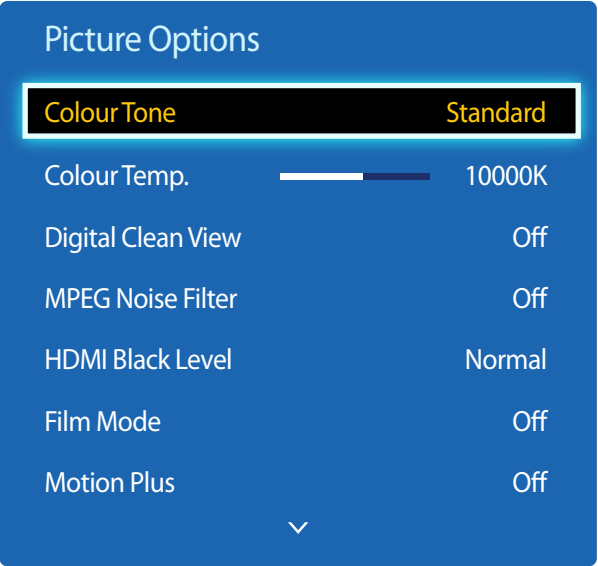 Picture Options
Colour Tone Standard
Colour Temp. 10000K
Digital Clean View Off
MPEG Noise Filter Off
HDMI Black Level Normal
Film Mode Off
Motion Plus Off